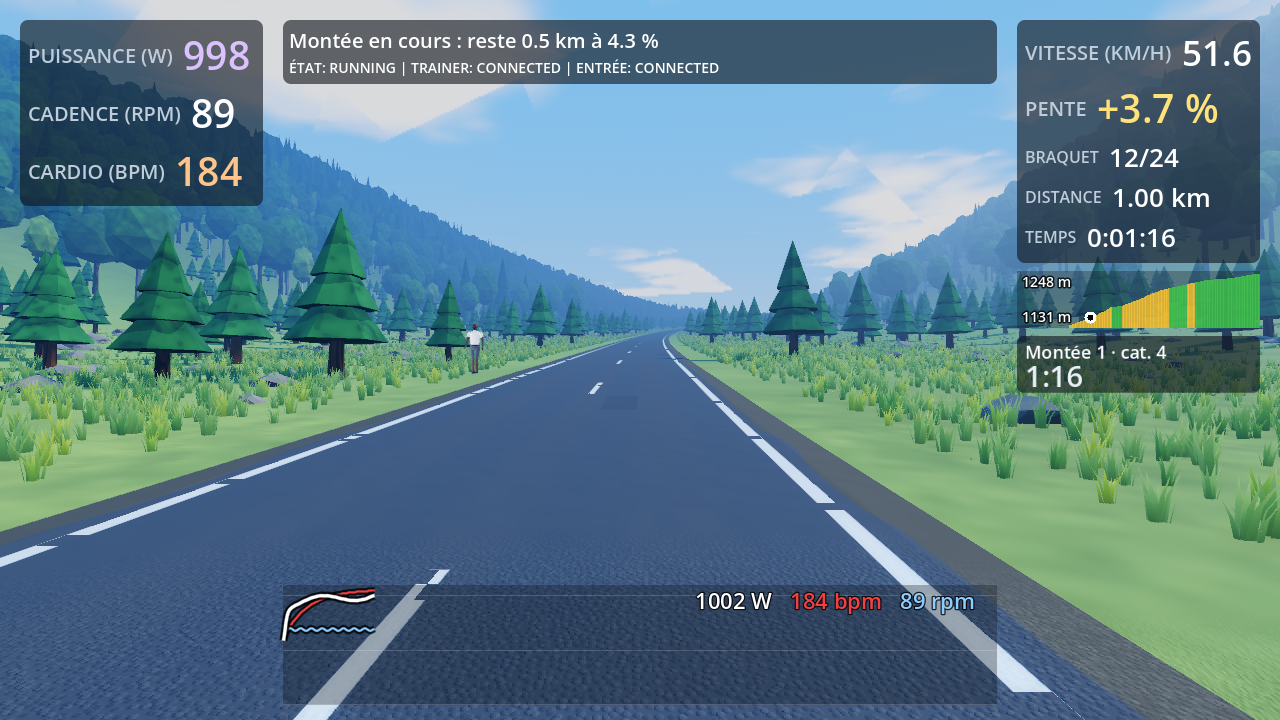 PUISSANCE (W) 998
CADENCE (RPM) 89
CARDIO (BPM) 184
Montée en cours : reste 0.5 km à 4.3 %
ÉTAT: RUNNING | TRAINER: CONNECTED | ENTRÉE: CONNECTED
VITESSE (KM/H) 51.6
PENTE +3.7 %
BRAQUET 12/24
DISTANCE 1.00 km
TEMPS 0:01:16
1248 m
1131 m
Montée 1 · cat. 4
1:16
1002 W 184 bpm 89 rpm